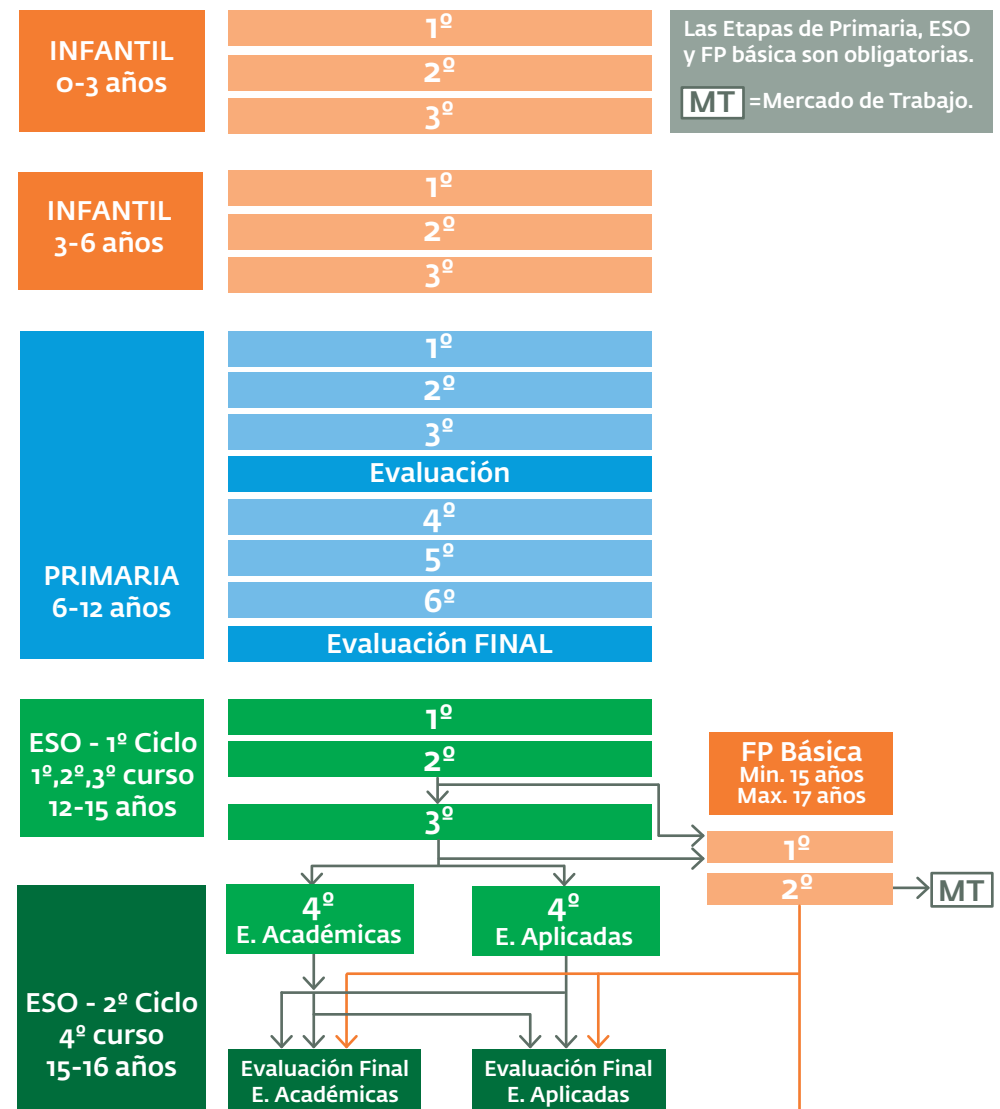 INFANTIL
0-3 años
1º
2º
3º
Las Etapas de Primaria, ESO
y FP básica son obligatorias.
MT =Mercado de Trabajo.
INFANTIL
3-6 años
1º
2º
3º
PRIMARIA
6-12 años
1º
2º
3º
Evaluación
4º
5º
6º
Evaluación FINAL
ESO - 1º Ciclo
1º,2º,3º curso
12-15 años
1º
2º
3º
FP Básica
Min. 15 años
Max. 17 años
1º
2º
MT
ESO - 2º Ciclo
4º curso
15-16 años
4º
E. Académicas
4º
E. Aplicadas
Evaluación Final
E. Académicas
Evaluación Final
E. Aplicadas